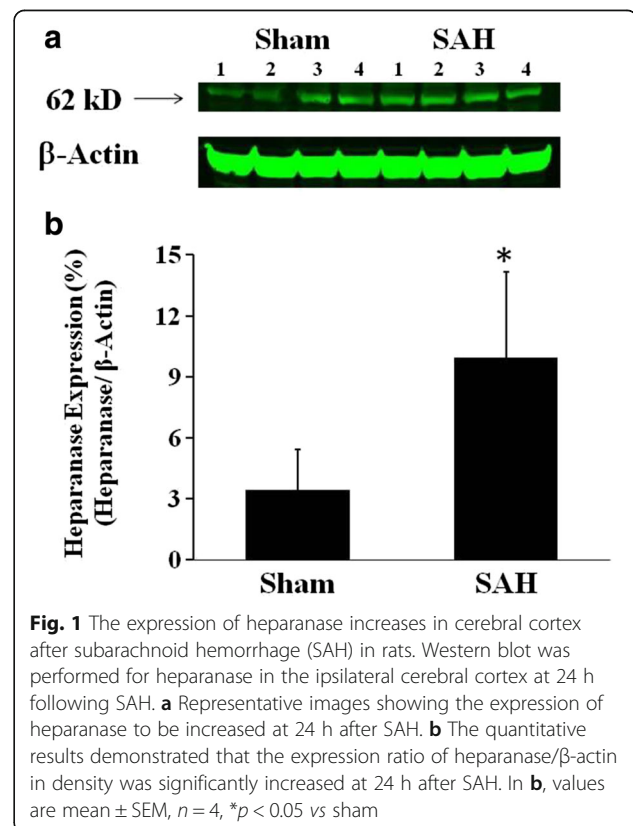 a
Sham SAH
1 2 3 4 1 2 3 4
62 kD
β-Actin
b
Heparanase Expression (%)
(Heparanase/β-Actin)
15
12
9
6
3
0
*
Sham SAH
Fig. 1 The expression of heparanase increases in cerebral cortex
after subarachnoid hemorrhage (SAH) in rats. Western blot was
performed for heparanase in the ipsilateral cerebral cortex at 24 h
following SAH. a Representative images showing the expression of
heparanase to be increased at 24 h after SAH. b The quantitative
results demonstrated that the expression ratio of heparanase/β-actin
in density was significantly increased at 24 h after SAH. In b, values
are mean ± SEM, n = 4, *p < 0.05 vs sham